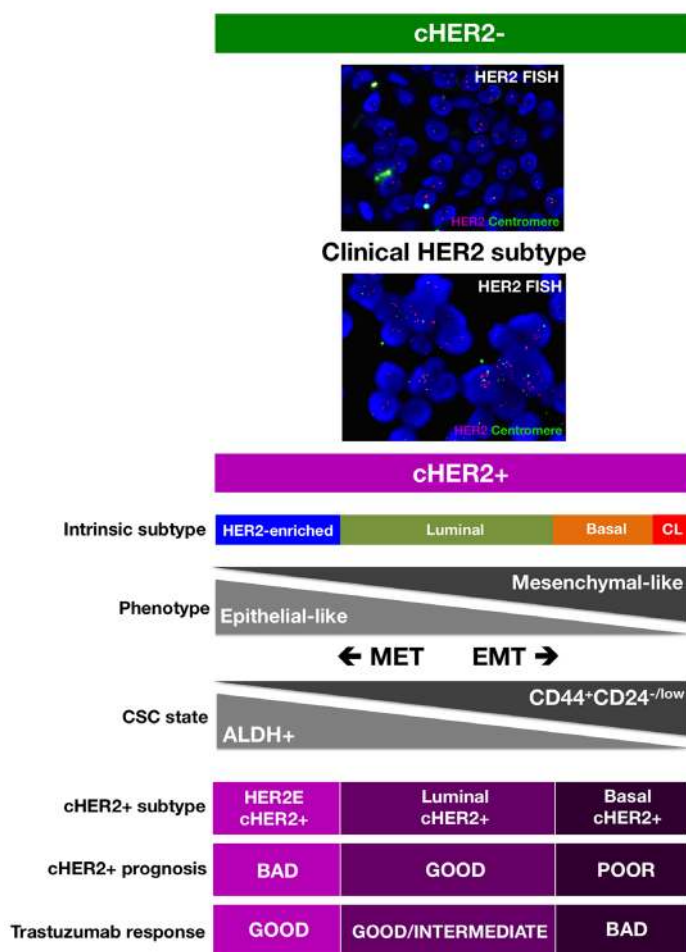 cHER2-
HER2 FISH
HER2 Centromere
Clinical HER2 subtype
HER2 FISH
HER2 Centromere
cHER2+
Intrinsic subtype HER2-enriched Luminal Basal CL
Mesenchymal-like
Phenotype
Epithelial-like
← MET EMT →
CD44+CD24-/low
CSC state
ALDH+
cHER2+ subtype HER2E cHER2+ Luminal cHER2+ Basal cHER2+
cHER2+ prognosis BAD GOOD POOR
Trastuzumab response GOOD GOOD/INTERMEDIATE BAD